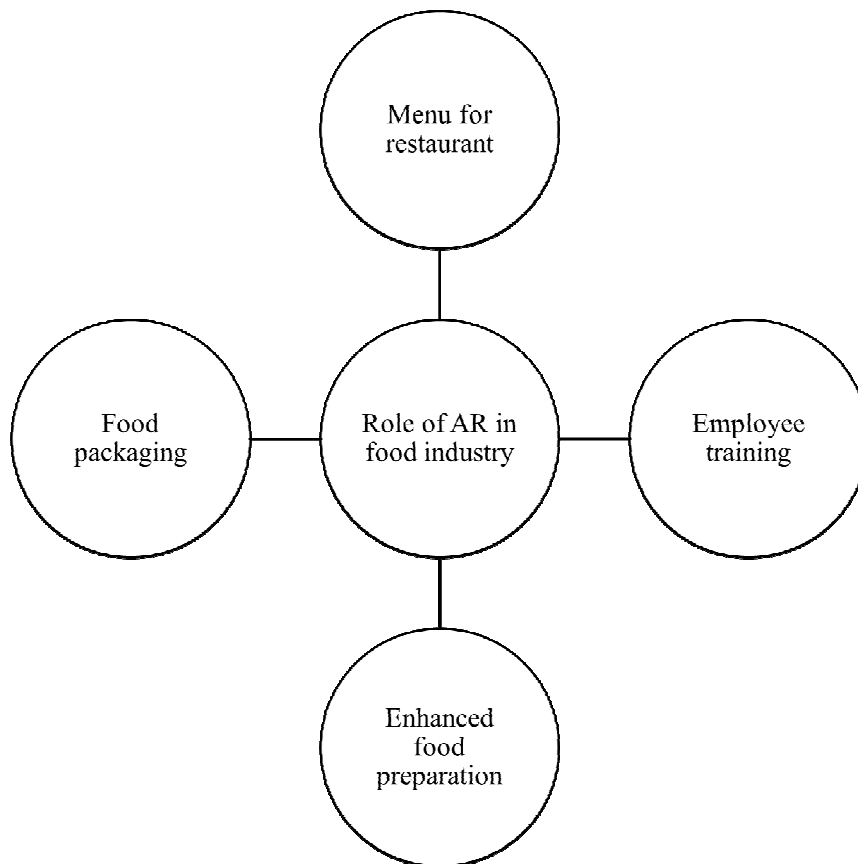 Menu for
restaurant
Food
packaging
Role of AR in
food industry
Employee
training
Enhanced
food
preparation